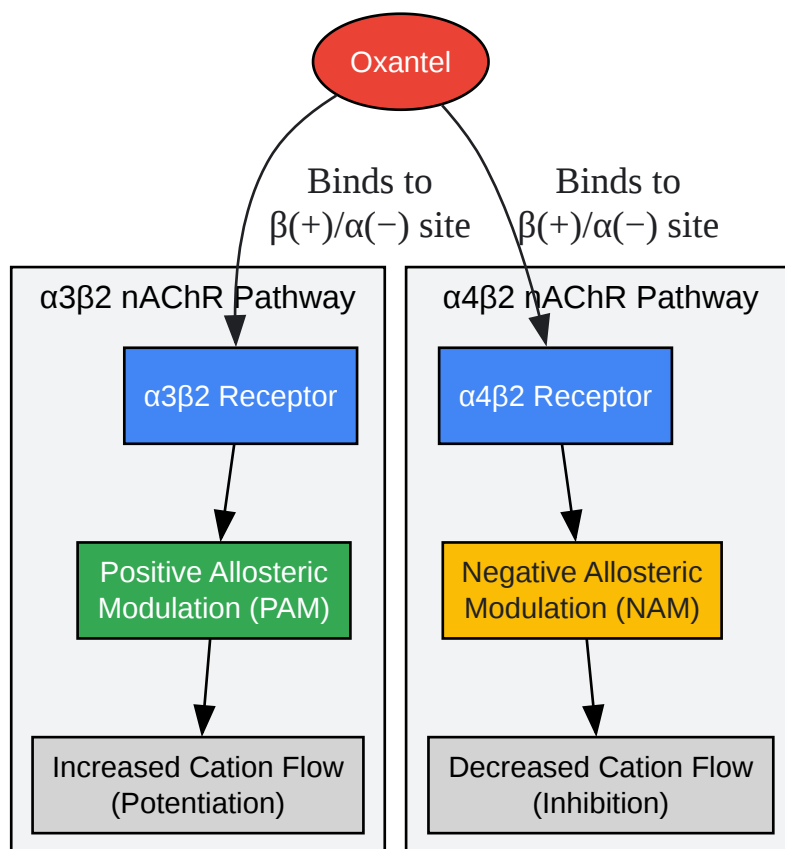 Oxantel
Binds to
β(+)/α(−) site
Binds to
β(+)/α(−) site
α3β2 nAChR Pathway
α3β2 Receptor
Positive Allosteric
Modulation (PAM)
Increased Cation Flow
(Potentiation)
α4β2 nAChR Pathway
α4β2 Receptor
Negative Allosteric
Modulation (NAM)
Decreased Cation Flow
(Inhibition)